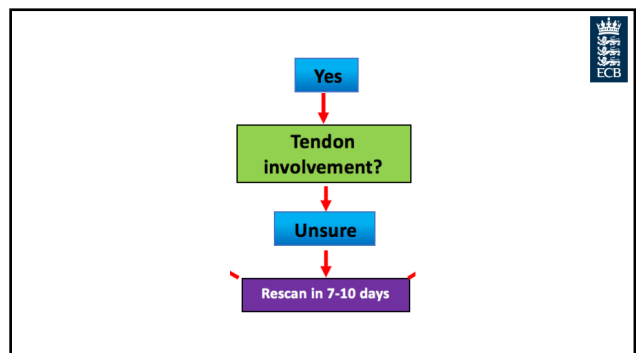 ECB
Yes
Tendon
involvement?
Unsure
Rescan in 7-10 days